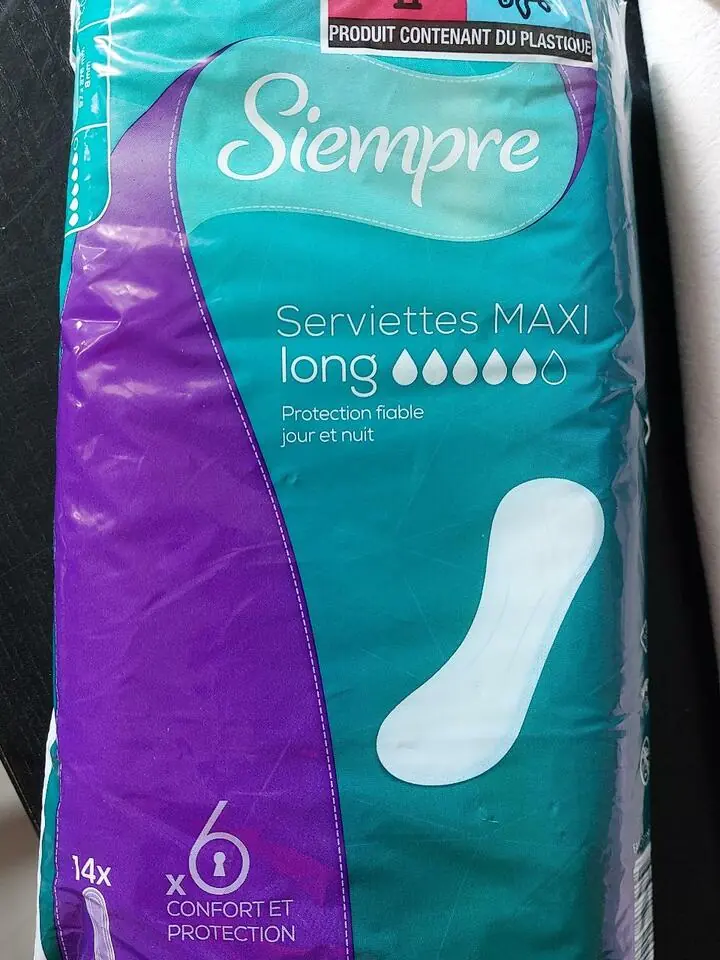 PRODUIT CONTENANT DU PLASTIQUE
Siempre
Serviettes MAXI
long
Protection fiable
jour et nuit
14x
x6
CONFORT ET
PROTECTION